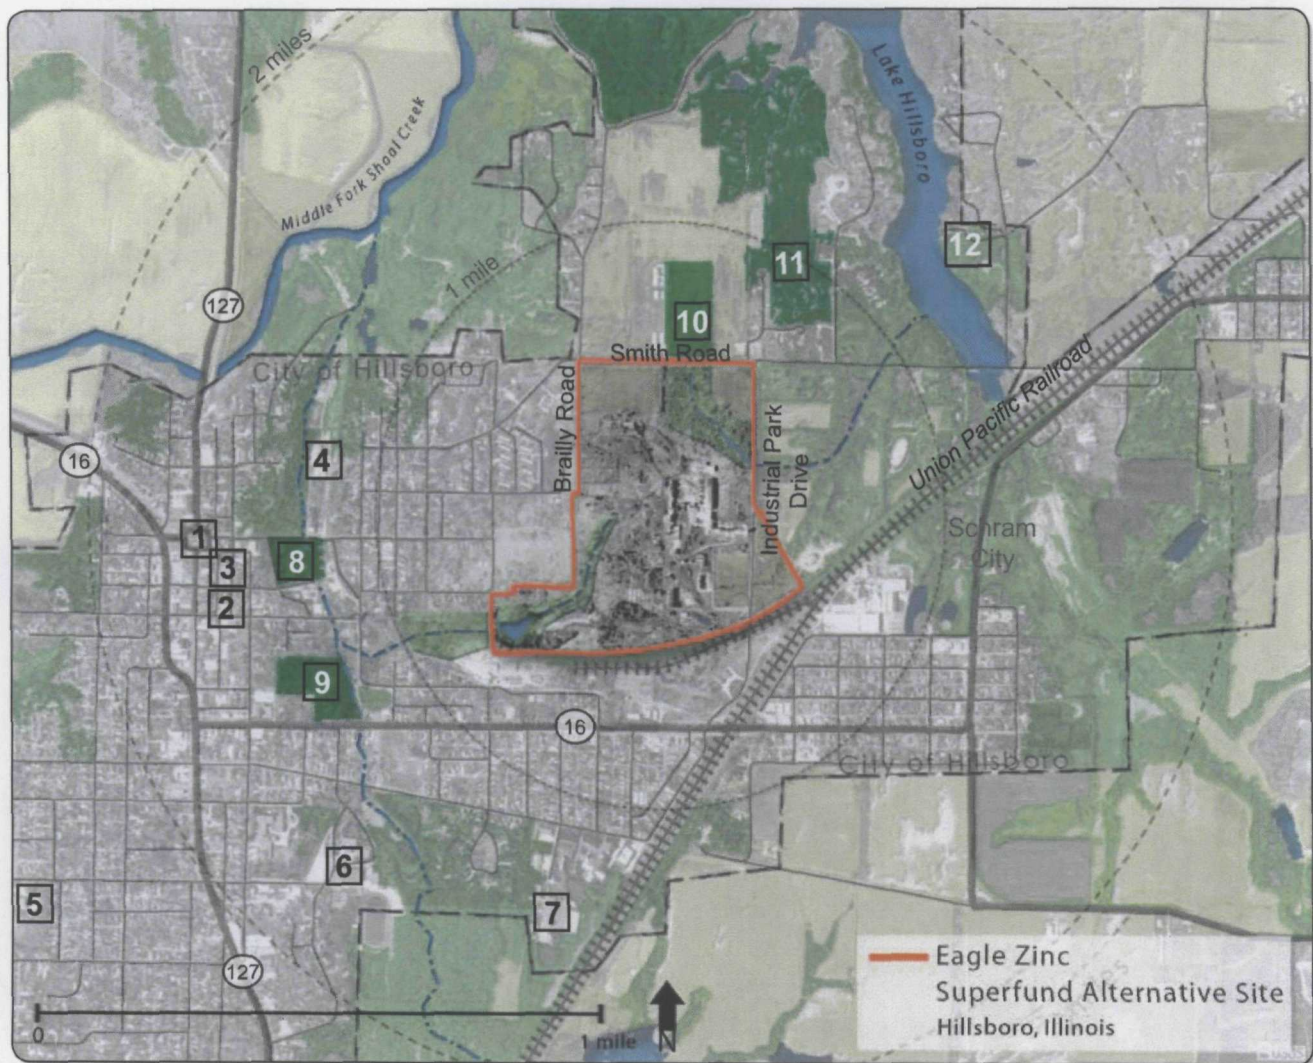 2 miles
Middle Fork Shoal Creek
Lake Hillsboro
1 mile
127
12
11
10
Smith Road
City of Hillsboro
Brailly Road
Industrial Park
Drive
Union Pacific Railroad
16
4
1
3
2
8
Schram
City
9
16
City of Hillsboro
6
5
7
127
0
1 mile
N
Eagle Zinc
Superfund Alternative Site
Hillsboro, Illinois